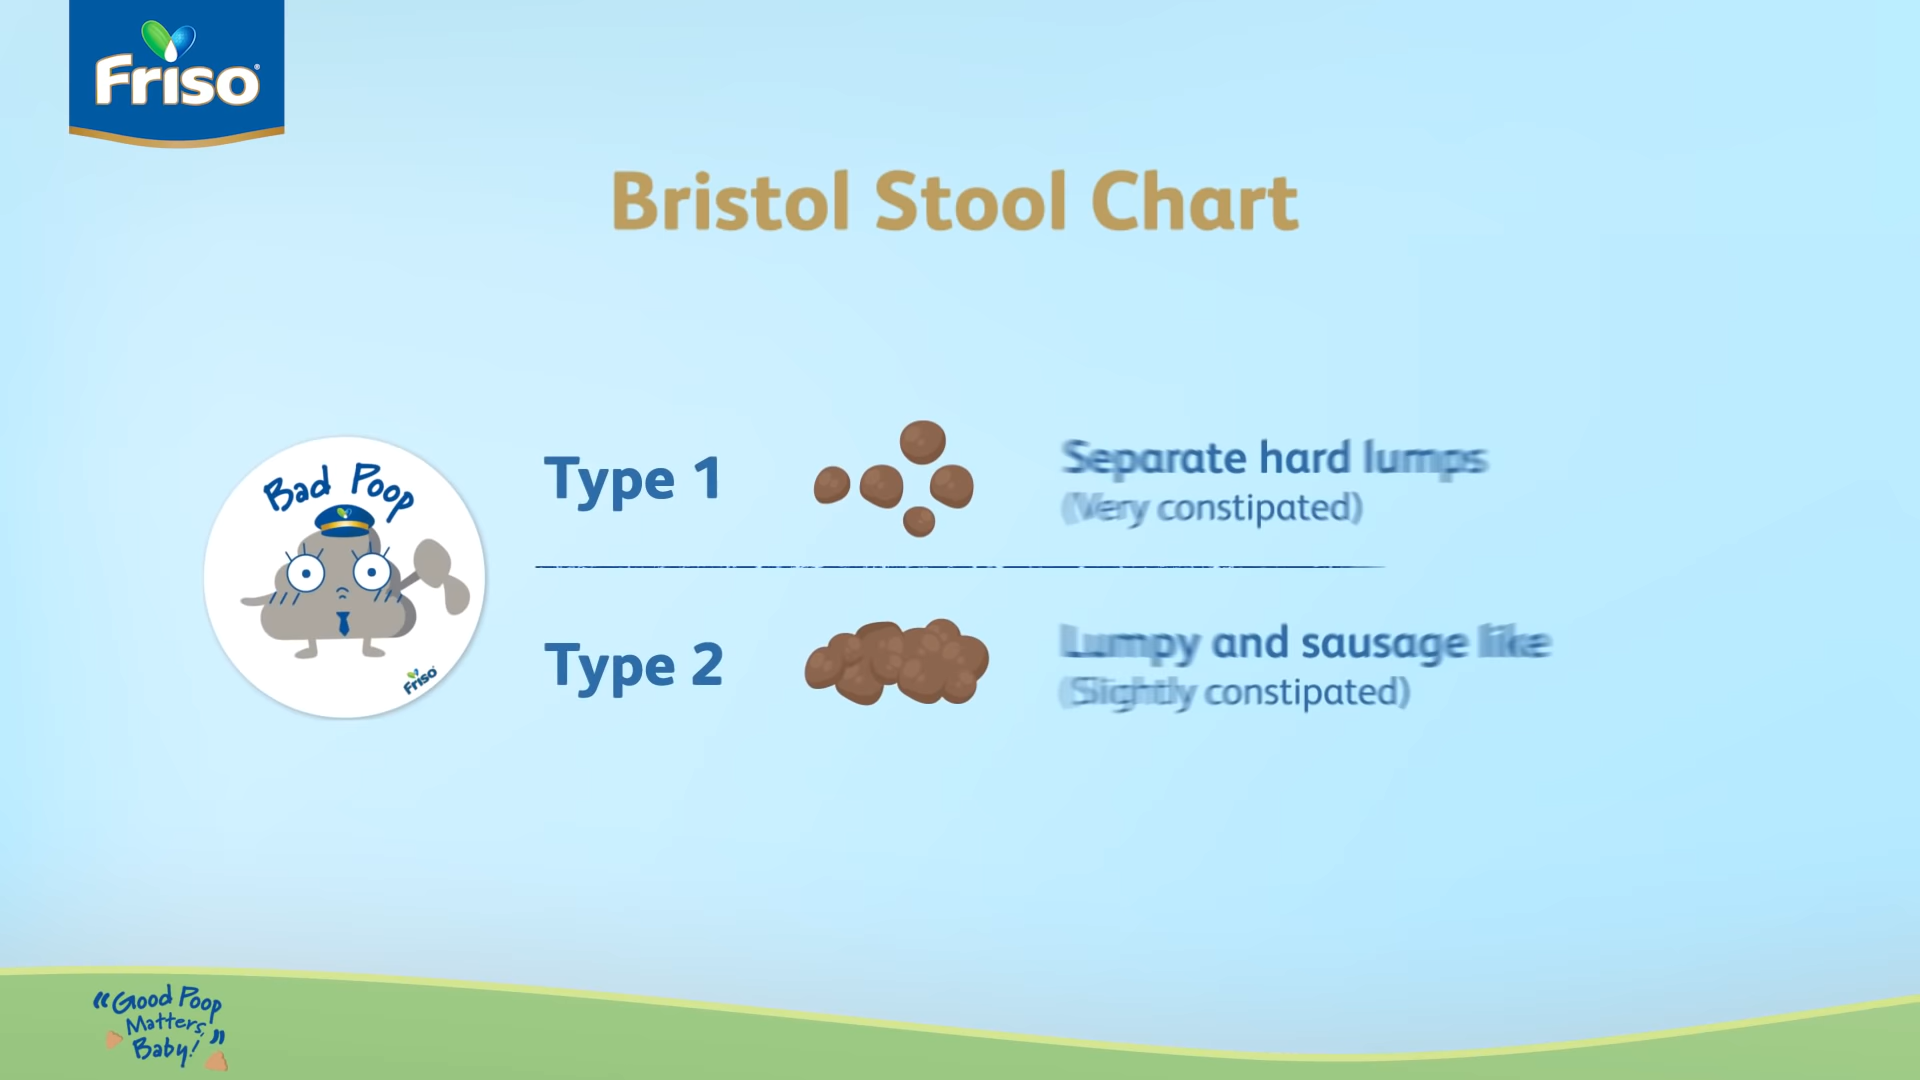 Friso
Bristol Stool Chart
Bad Poop
Friso
Type 1
Separate hard lumps
(Very constipated)
Type 2
Lumpy and sausage like
(Slightly constipated)
"Good Poop
Matters,
Baby!"